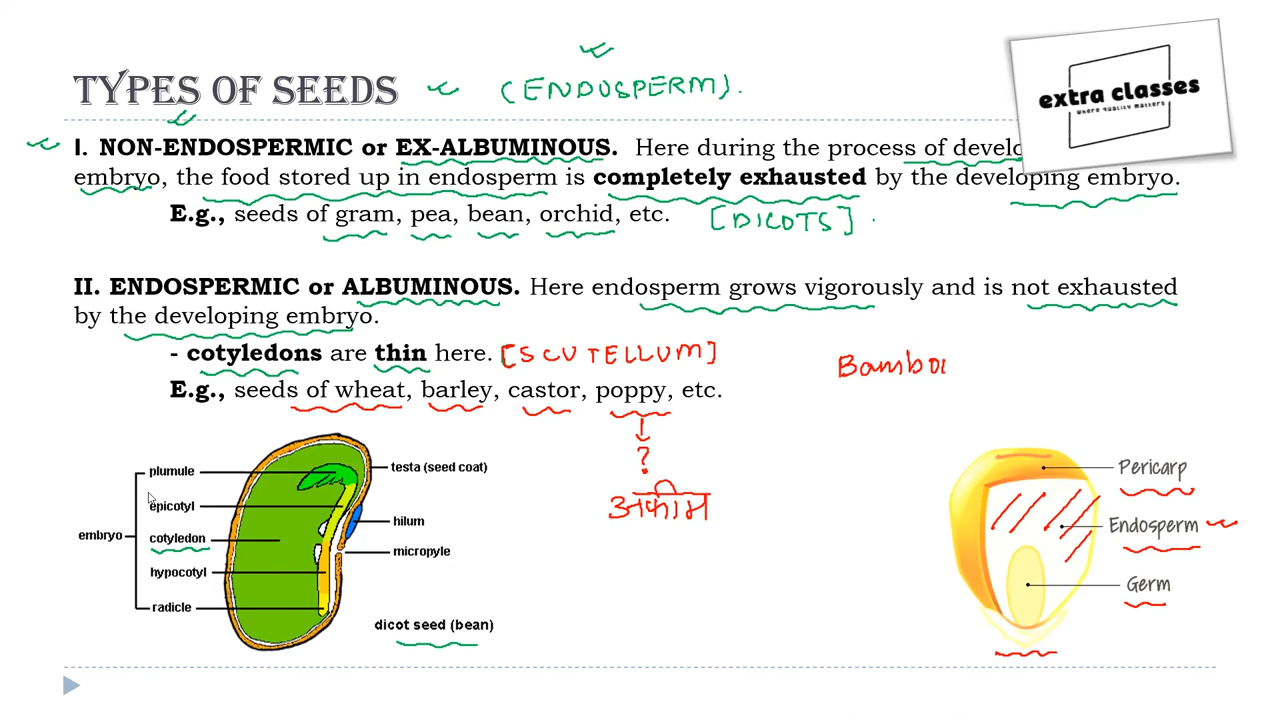 TYPES OF SEEDS (ENDOSPERM).
extra classes
where quality matters
I. NON-ENDOSPERMIC or EX-ALBUMINOUS. Here during the process of
embryo, the food stored up in endosperm is completely exhausted by the developing embryo.
E.g., seeds of gram, pea, bean, orchid, etc. [DICOTS].
II. ENDOSPERMIC or ALBUMINOUS. Here endosperm grows vigorously and is not exhausted
by the developing embryo.
- cotyledons are thin here. [SCUTELLUM]
Bamboo
E.g., seeds of wheat, barley, castor, poppy, etc.
?
अफीम
embryo
plumule
epicotyl
cotyledon
hypocotyl
radicle
testa (seed coat)
hilum
micropyle
dicot seed (bean)
Pericarp
Endosperm
Germ